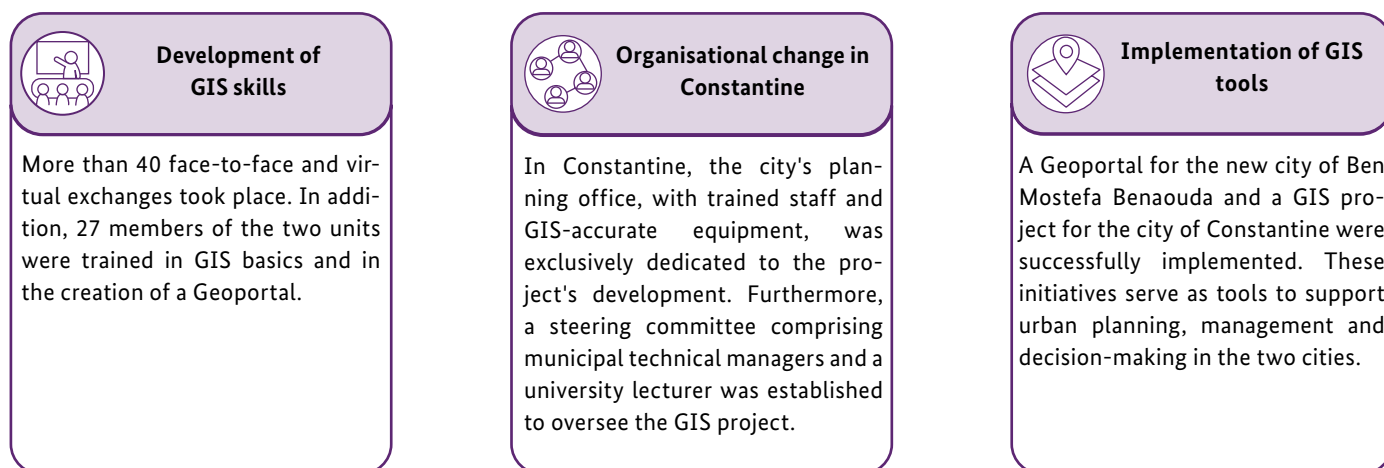 Development of
GIS skills
More than 40 face-to-face and vir-
tual exchanges took place. In addi-
tion, 27 members of the two units
were trained in GIS basics and in
the creation of a Geoportal.
Organisational change in
Constantine
In Constantine, the city's plan-
ning office, with trained staff and
GIS-accurate equipment, was
exclusively dedicated to the pro-
ject's development. Furthermore,
a steering committee comprising
municipal technical managers and a
university lecturer was established
to oversee the GIS project.
Implementation of GIS
tools
A Geoportal for the new city of Ben
Mostefa Benaouda and a GIS pro-
ject for the city of Constantine were
successfully implemented. These
initiatives serve as tools to support
urban planning, management and
decision-making in the two cities.